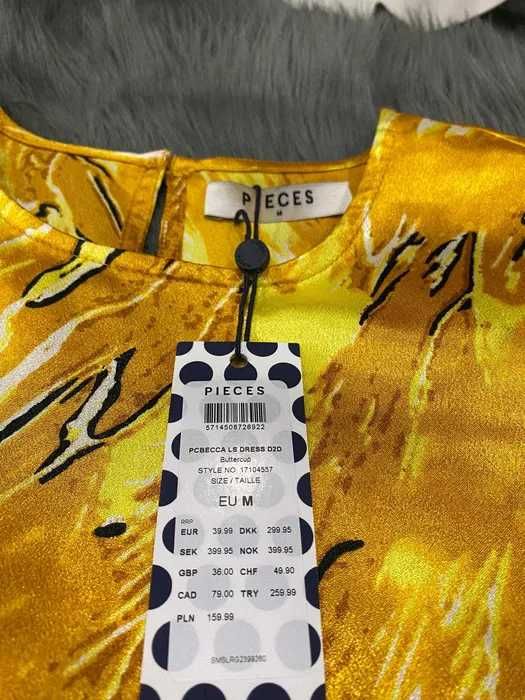 PIECES
M
PIECES
5714508726922
PCBECCA LS DRESS D2D
Buttercup
STYLE NO. 17104557
SIZE / TAILLE
EU M
RRP
EUR 39.99 DKK 299.95
SEK 399.95 NOK 399.95
GBP 36.00 CHF 49.90
CAD 79.00 TRY 259.99
PLN 159.99
SMSLRG2399260